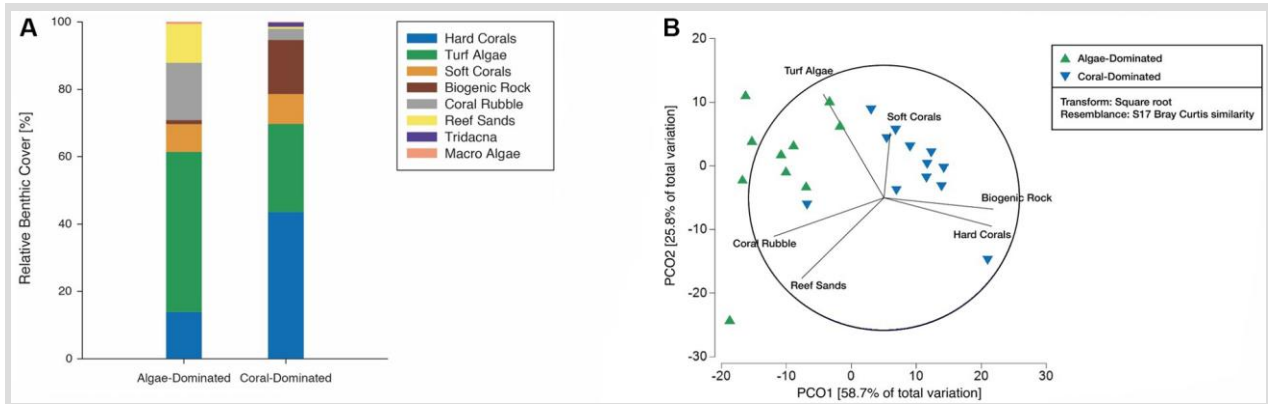 A
100
80
60
40
20
0
Relative Benthic Cover [%]
Algae-Dominated
Coral-Dominated
Hard Corals
Turf Algae
Soft Corals
Biogenic Rock
Coral Rubble
Reef Sands
Tridacna
Macro Algae
B
20
10
0
-10
-20
-30
PCO2 [25.8% of total variation]
-20
-10
0
10
20
30
PCO1 [58.7% of total variation]
Turf Algae
Soft Corals
Biogenic Rock
Hard Corals
Coral Rubble
Reef Sands
Algae-Dominated
Coral-Dominated
Transform: Square root
Resemblance: S17 Bray Curtis similarity